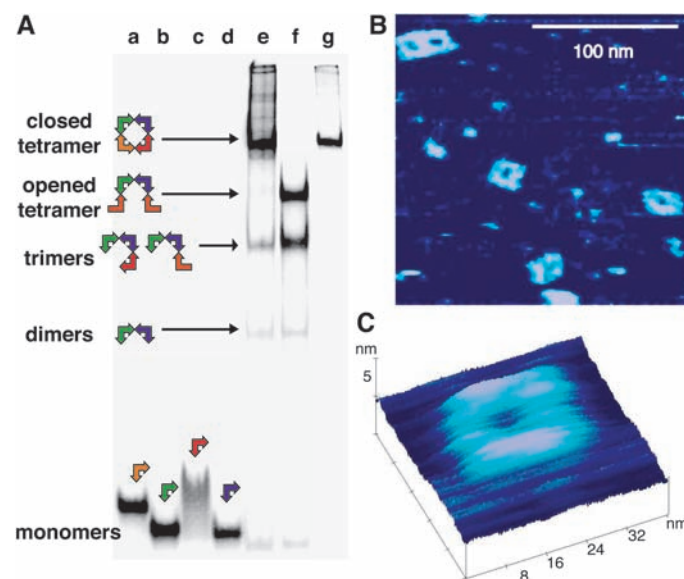 A
a b c d e f g
closed
tetramer
opened
tetramer
trimers
dimers
monomers
B
100 nm
C
nm
5
8
16
24
32
nm